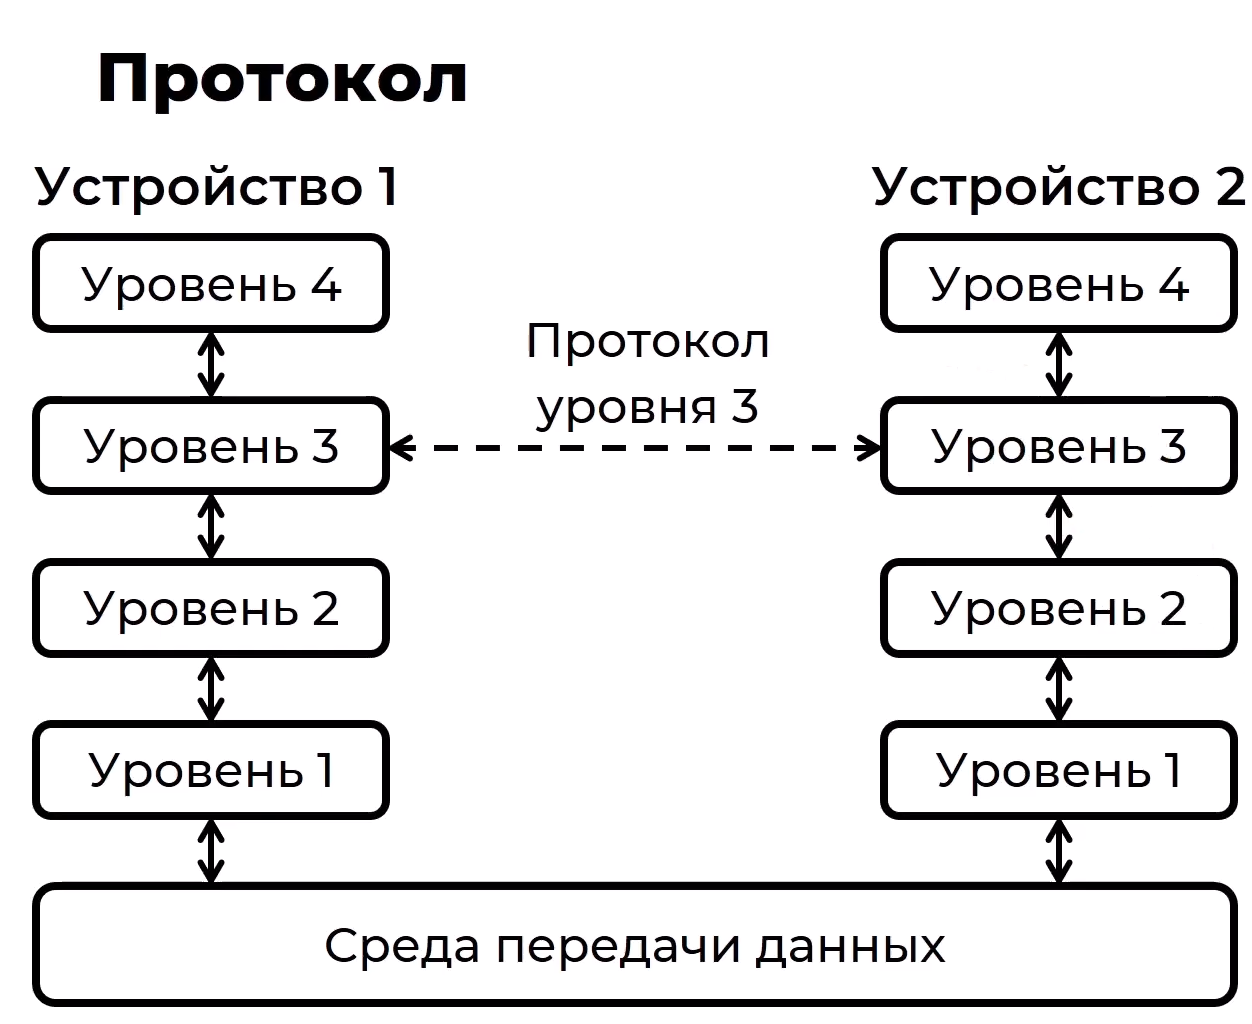 Протокол
Устройство 1
Устройство 2
Уровень 4
Уровень 4
Протокол
уровня 3
Уровень 3
Уровень 3
Уровень 2
Уровень 2
Уровень 1
Уровень 1
Среда передачи данных